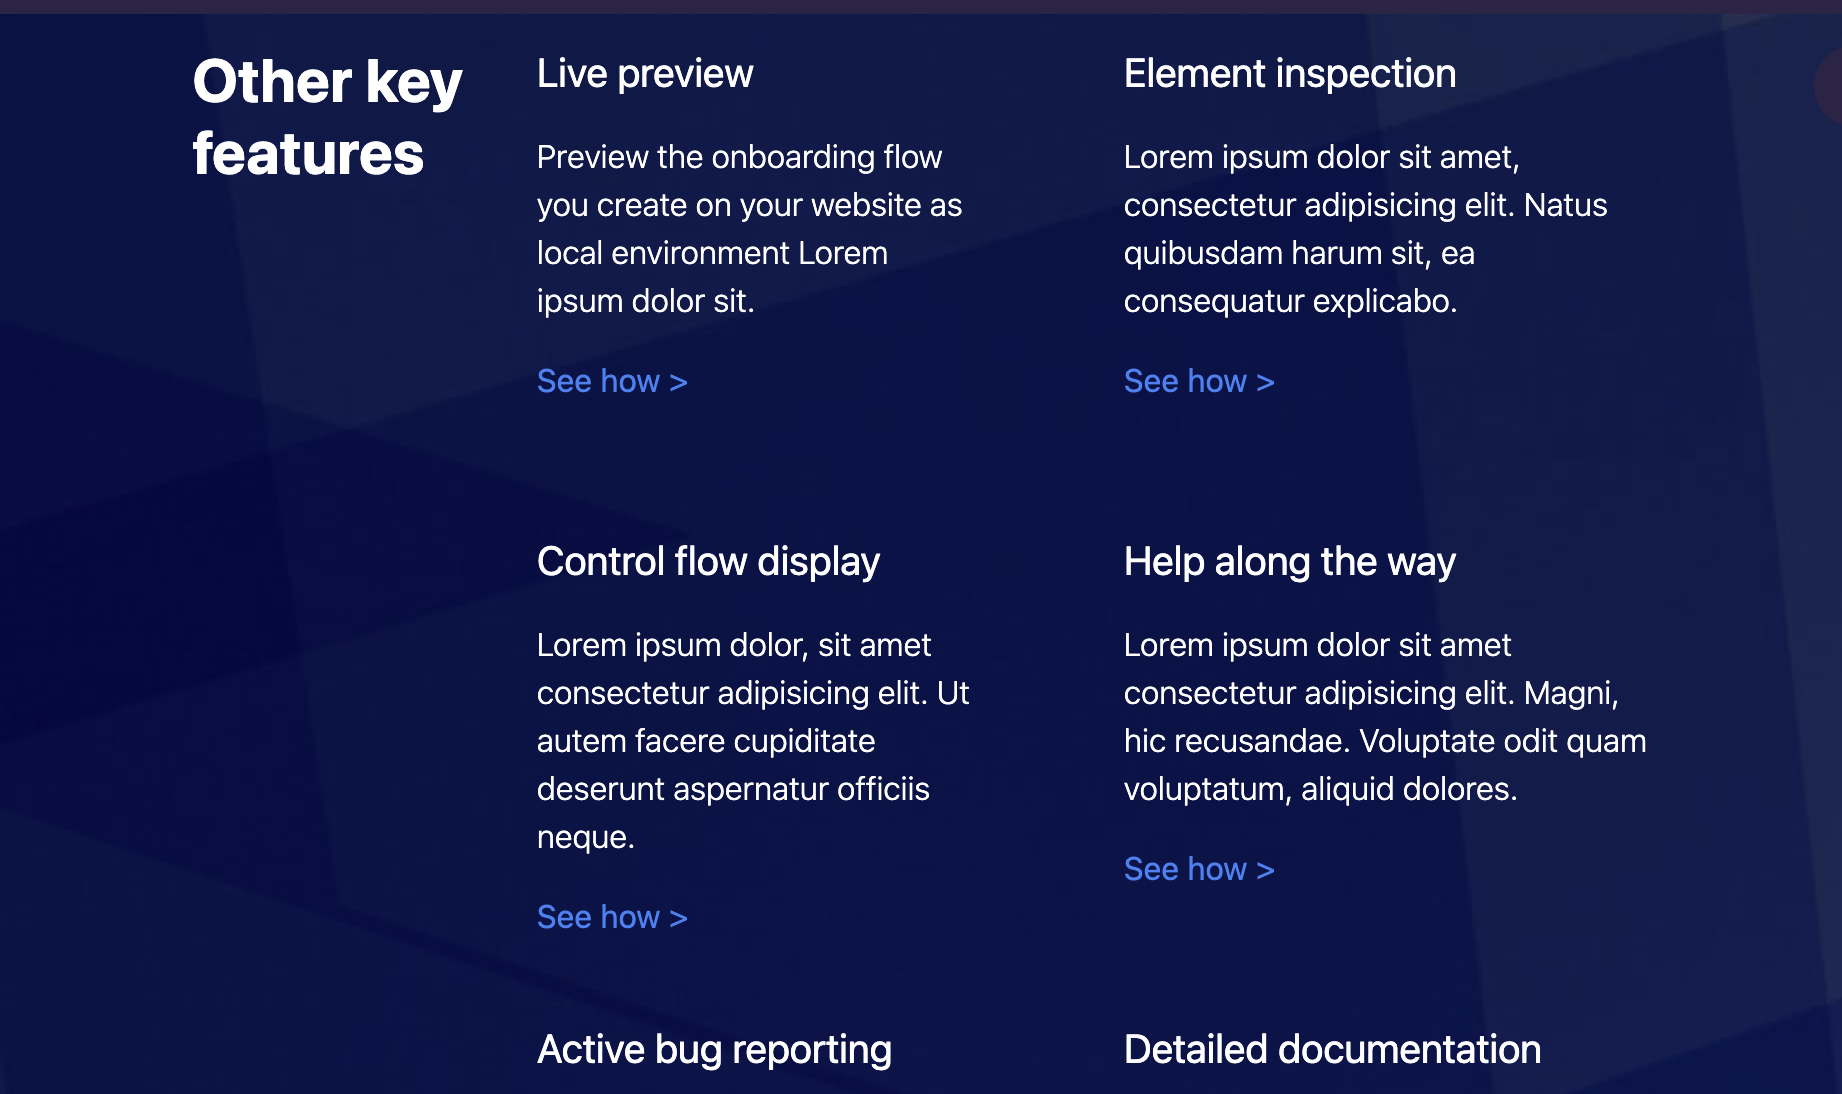 Other key
features
Live preview
Preview the onboarding flow
you create on your website as
local environment Lorem
ipsum dolor sit.
See how >
Element inspection
Lorem ipsum dolor sit amet,
consectetur adipisicing elit. Natus
quibusdam harum sit, ea
consequatur explicabo.
See how >
Control flow display
Lorem ipsum dolor, sit amet
consectetur adipisicing elit. Ut
autem facere cupiditate
deserunt aspernatur officiis
neque.
See how >
Help along the way
Lorem ipsum dolor sit amet
consectetur adipisicing elit. Magni,
hic recusandae. Voluptate odit quam
voluptatum, aliquid dolores.
See how >
Active bug reporting
Detailed documentation